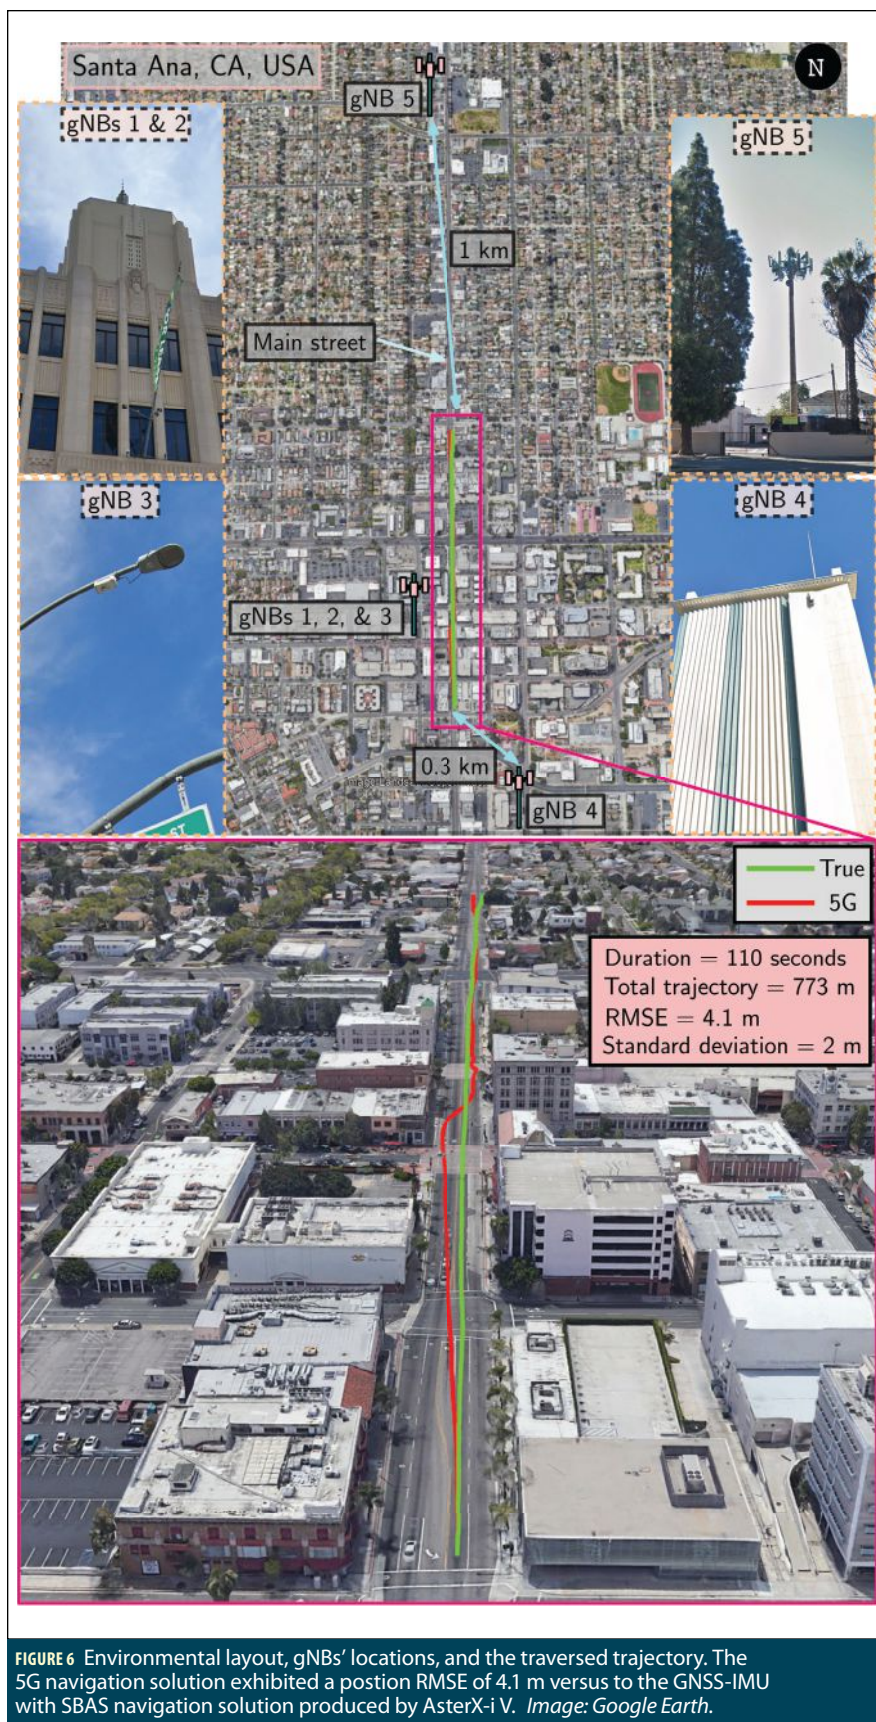 Santa Ana, CA, USA
N
gNB 5
gNBs 1 & 2
gNB 5
1 km
Main street
gNB 3
gNB 4
gNBs 1, 2, & 3
0.3 km
gNB 4
ST
True
5G
Duration = 110 seconds
Total trajectory = 773 m
RMSE = 4.1 m
Standard deviation = 2 m
FIGURE 6 Environmental layout, gNBs' locations, and the traversed trajectory. The
5G navigation solution exhibited a postion RMSE of 4.1 m versus to the GNSS-IMU
with SBAS navigation solution produced by AsterX-i V. Image: Google Earth.